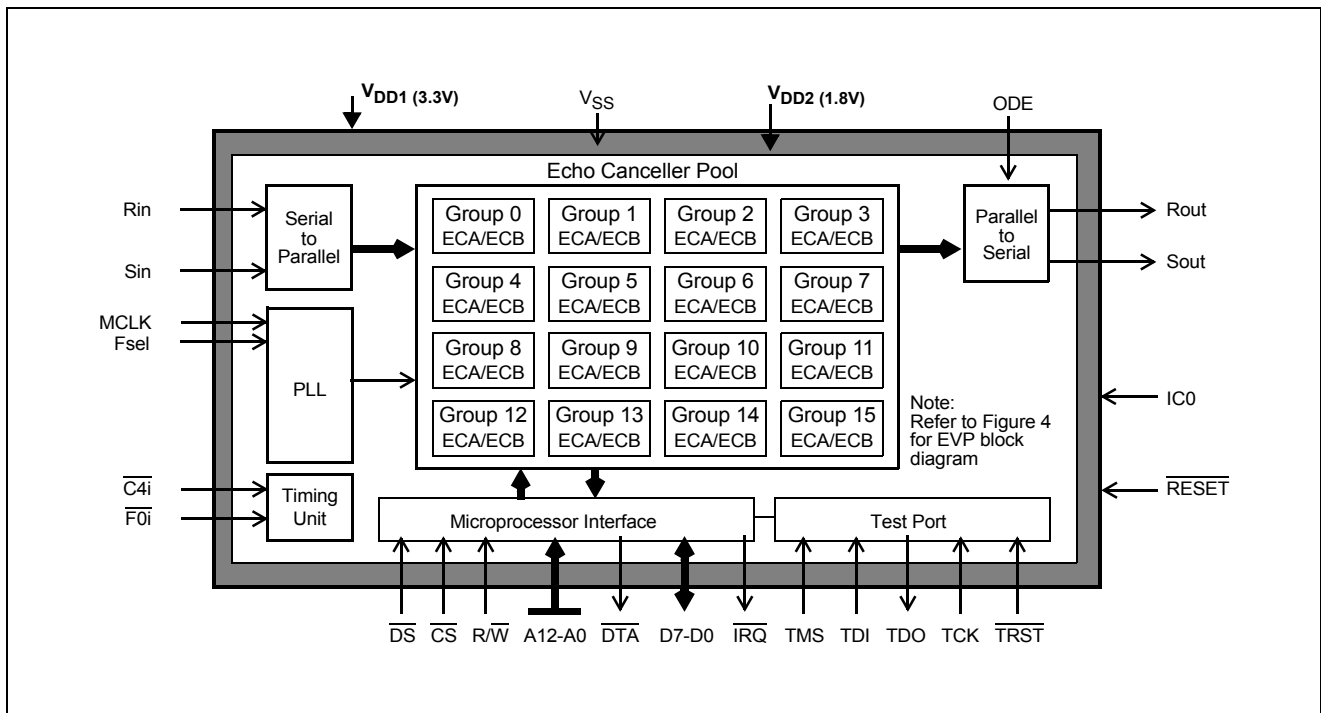 VDD1 (3.3V)
VSS
VDD2 (1.8V)
ODE
Echo Canceller Pool
Rin
Sin
MCLK
Fsel
C4i
F0i
Serial
to
Parallel
PLL
Timing
Unit
Group 0
ECA/ECB
Group 1
ECA/ECB
Group 2
ECA/ECB
Group 3
ECA/ECB
Group 4
ECA/ECB
Group 5
ECA/ECB
Group 6
ECA/ECB
Group 7
ECA/ECB
Group 8
ECA/ECB
Group 9
ECA/ECB
Group 10
ECA/ECB
Group 11
ECA/ECB
Group 12
ECA/ECB
Group 13
ECA/ECB
Group 14
ECA/ECB
Group 15
ECA/ECB
Parallel
to
Serial
Rout
Sout
Note:
Refer to Figure 4
for EVP block
diagram
IC0
RESET
Microprocessor Interface
Test Port
DS CS R/W A12-A0 DTA D7-D0 IRQ TMS TDI TDO TCK TRST